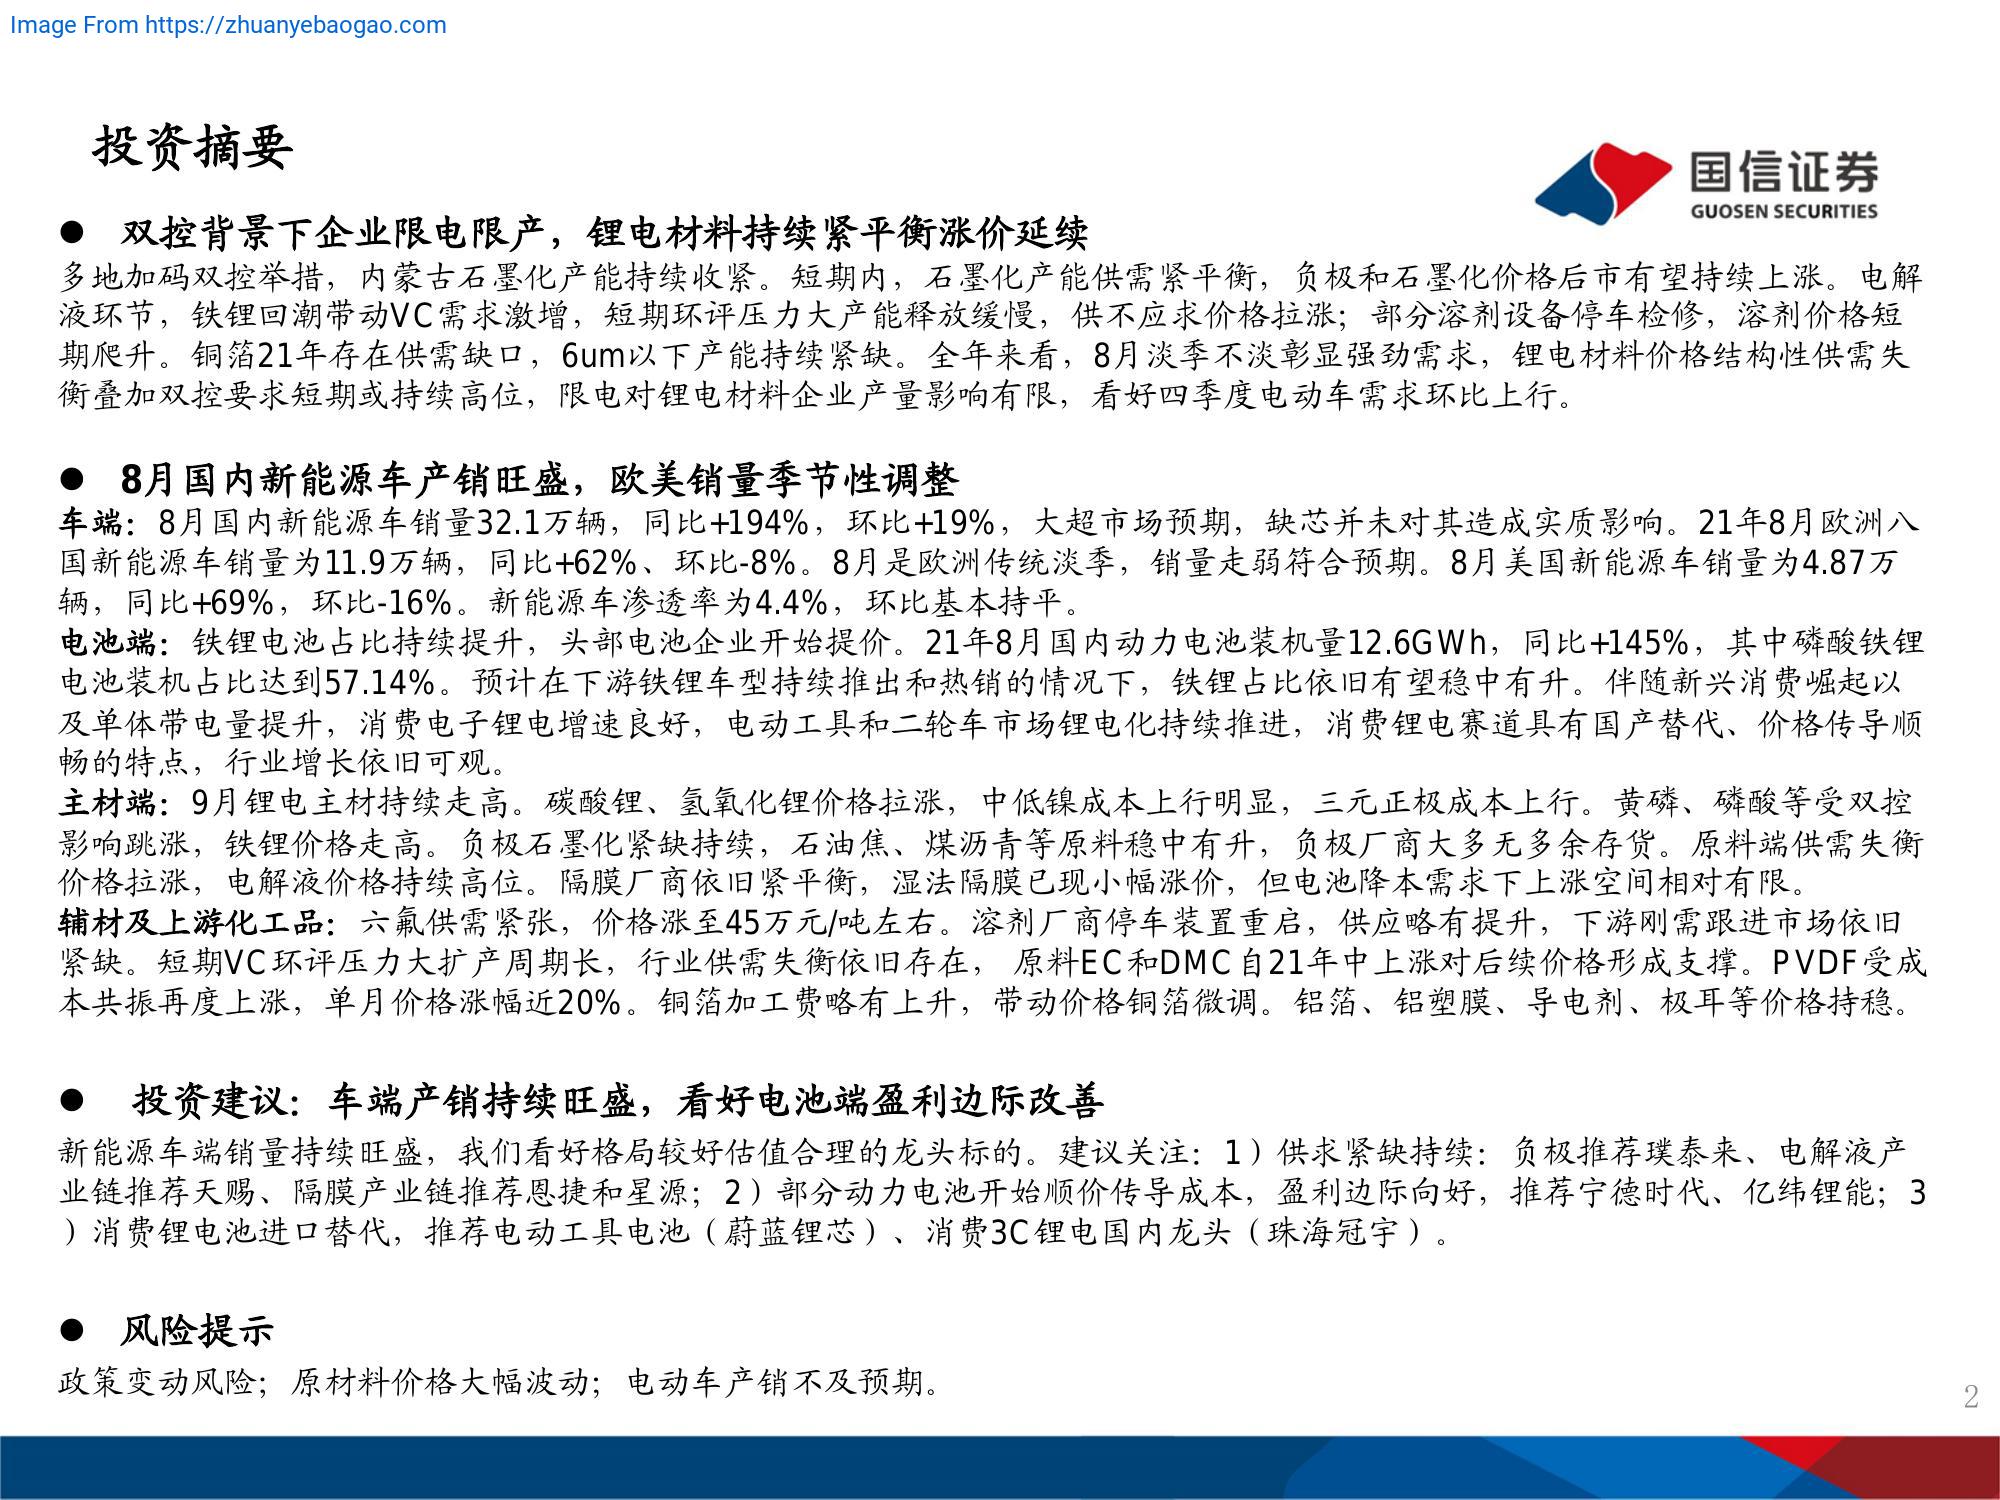 Image From https://zhuanyebaogao.com
投资摘要
国信证券
GUOSEN SECURITIES
● 双控背景下企业限电限产，锂电材料持续紧平衡涨价延续
多地加码双控举措，内蒙古石墨化产能持续收紧。短期内，石墨化产能供需紧平衡，负极和石墨化价格后市有望持续上涨。电解
液环节，铁锂回潮带动VC需求激增，短期环评压力大产能释放缓慢，供不应求价格拉涨；部分溶剂设备停车检修，溶剂价格短
期爬升。铜箔21年存在供需缺口，6um以下产能持续紧缺。全年来看，8月淡季不淡彰显强劲需求，锂电材料价格结构性供需失
衡叠加双控要求短期或持续高位，限电对锂电材料企业产量影响有限，看好四季度电动车需求环比上行。
● 8月国内新能源车产销旺盛，欧美销量季节性调整
车端：8月国内新能源车销量32.1万辆，同比+194%，环比+19%，大超市场预期，缺芯并未对其造成实质影响。21年8月欧洲八
国新能源车销量为11.9万辆，同比+62%、环比-8%。8月是欧洲传统淡季，销量走弱符合预期。8月美国新能源车销量为4.87万
辆，同比+69%，环比-16%。新能源车渗透率为4.4%，环比基本持平。
电池端：铁锂电池占比持续提升，头部电池企业开始提价。21年8月国内动力电池装机量12.6GWh，同比+145%，其中磷酸铁锂
电池装机占比达到57.14%。预计在下游铁锂车型持续推出和热销的情况下，铁锂占比依旧有望稳中有升。伴随新兴消费崛起以
及单体带电量提升，消费电子锂电增速良好，电动工具和二轮车市场锂电化持续推进，消费锂电赛道具有国产替代、价格传导顺
畅的特点，行业增长依旧可观。
主材端：9月锂电主材持续走高。碳酸锂、氢氧化锂价格拉涨，中低镍成本上行明显，三元正极成本上行。黄磷、磷酸等受双控
影响跳涨，铁锂价格走高。负极石墨化紧缺持续，石油焦、煤沥青等原料稳中有升，负极厂商大多无多余存货。原料端供需失衡
价格拉涨，电解液价格持续高位。隔膜厂商依旧紧平衡，湿法隔膜已现小幅涨价，但电池降本需求下上涨空间相对有限。
辅材及上游化工品：六氟供需紧张，价格涨至45万元/吨左右。溶剂厂商停车装置重启，供应略有提升，下游刚需跟进市场依旧
紧缺。短期VC环评压力大扩产周期长，行业供需失衡依旧存在， 原料EC和DMC自21年中上涨对后续价格形成支撑。PVDF受成
本共振再度上涨，单月价格涨幅近20%。铜箔加工费略有上升，带动价格铜箔微调。铝箔、铝塑膜、导电剂、极耳等价格持稳。
● 投资建议：车端产销持续旺盛，看好电池端盈利边际改善
新能源车端销量持续旺盛，我们看好格局较好估值合理的龙头标的。建议关注：1）供求紧缺持续：负极推荐璞泰来、电解液产
业链推荐天赐、隔膜产业链推荐恩捷和星源；2）部分动力电池开始顺价传导成本，盈利边际向好，推荐宁德时代、亿纬锂能；3
）消费锂电池进口替代，推荐电动工具电池（蔚蓝锂芯）、消费3C锂电国内龙头（珠海冠宇）。
● 风险提示
政策变动风险；原材料价格大幅波动；电动车产销不及预期。
2